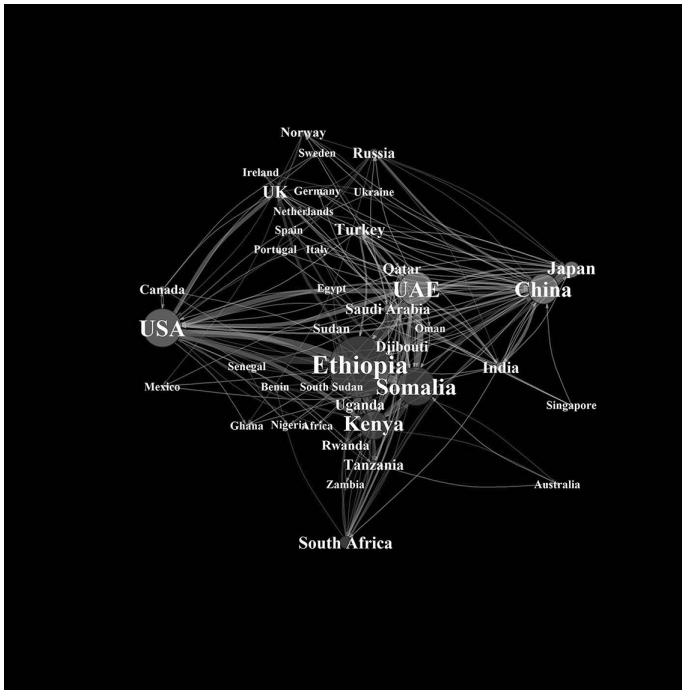 Norway
Sweden
Russia
Ireland
UK
Germany
Ukraine
Netherlands
Spain
Turkey
Portugal
Italy
Qatar
Japan
Canada
Egypt
UAE
China
Saudi Arabia
USA
Sudan
Oman
Djibouti
Senegal
Ethiopia
India
Mexico
Benin
South Sudan
Somalia
Uganda
Singapore
Ghana
Nigeria
Africa
Kenya
Rwanda
Tanzania
Zambia
Australia
South Africa